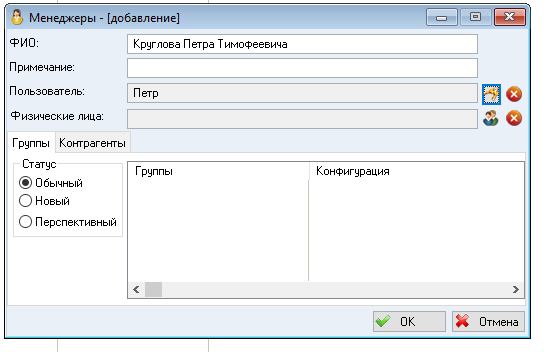 Менеджеры - [добавление]
ФИО: Круглова Петра Тимофеевича
Примечание:
Пользователь: Петр
Физические лица:
Группы Контрагенты
Статус
Обычный
Новый
Перспективный
Группы Конфигурация
OK Отмена